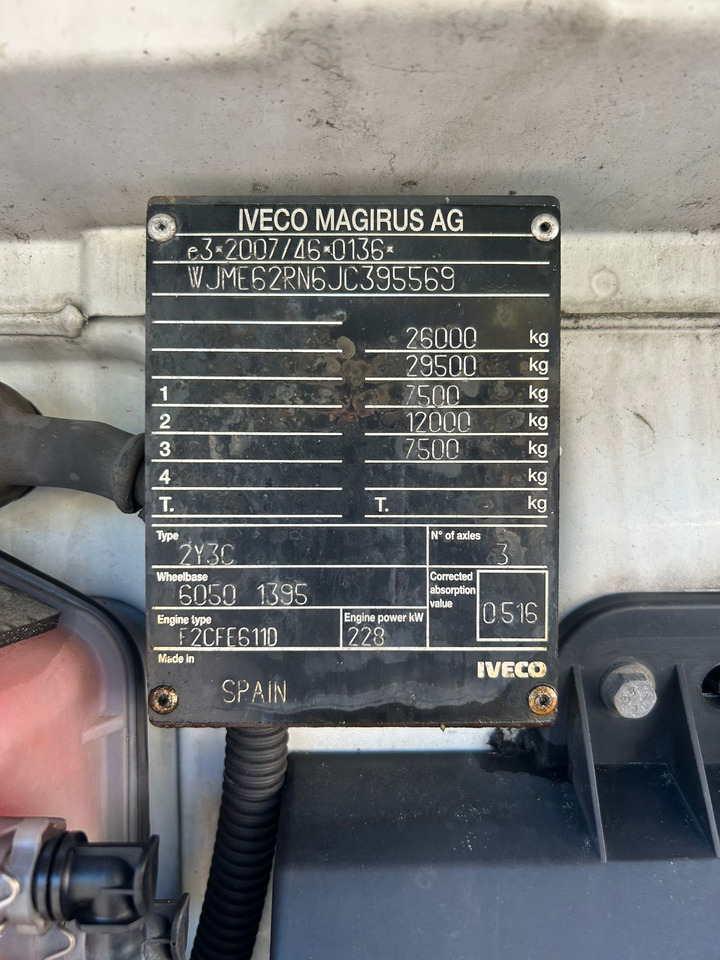 IVECO MAGIRUS AG
e3*2007/46*0136*
WJME62RN6JC395569
26000 kg
29500 kg
1 7500 kg
2 12000 kg
3 7500 kg
4 kg
T. T. kg
Type N° of axles
2Y3C 3
Wheelbase Corrected absorption value
6050 1395 0516
Engine type Engine power kW
F2CFE611D 228
Made in IVECO
SPAIN